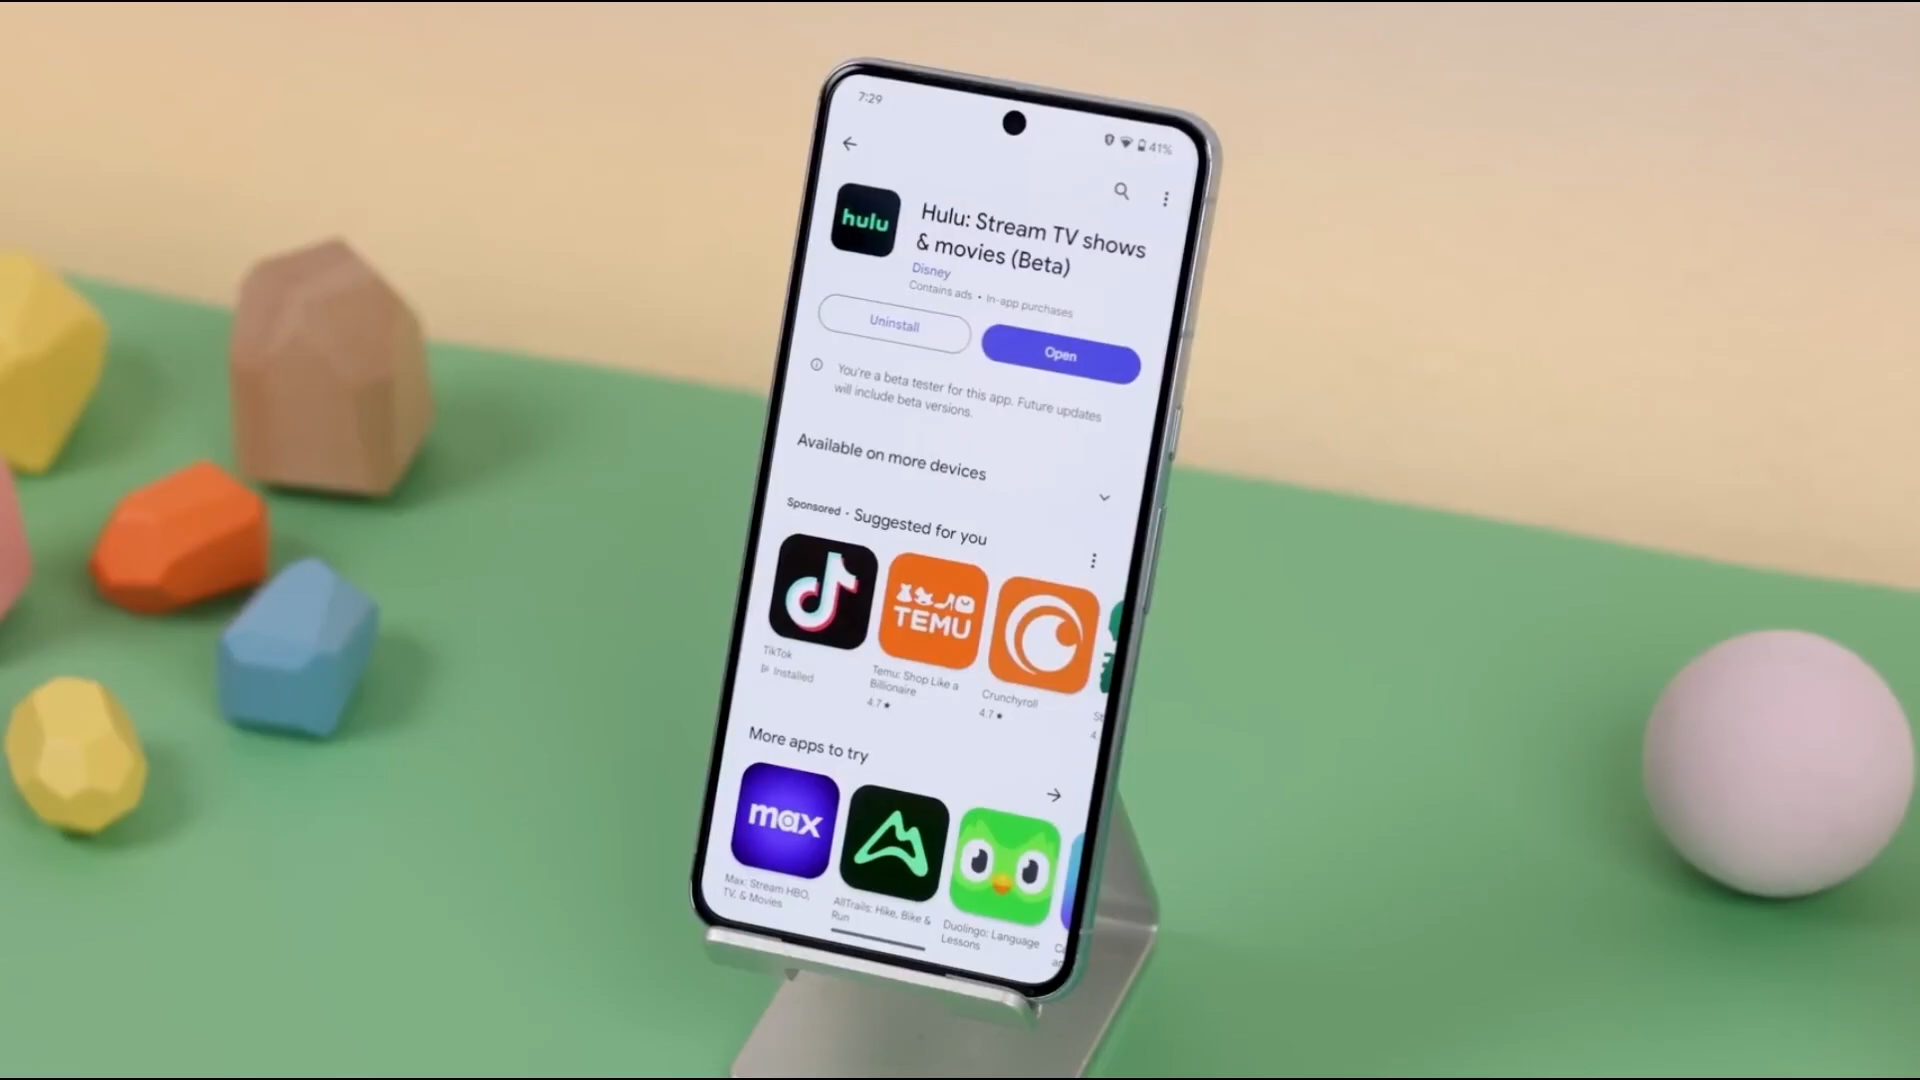 7:29
41%
hulu
Hulu: Stream TV shows
& movies (Beta)
Disney
Contains ads • In-app purchases
Uninstall
Open
You're a beta tester for this app. Future updates
will include beta versions.
Available on more devices
Sponsored · Suggested for you
TEMU
TikTok
Installed
Temu: Shop Like a
Billionaire
4.7★
Crunchyroll
4.7★
St
4
More apps to try
max
Max: Stream HBO,
TV, & Movies
AllTrails: Hike, Bike &
Run
Duolingo: Language
Lessons